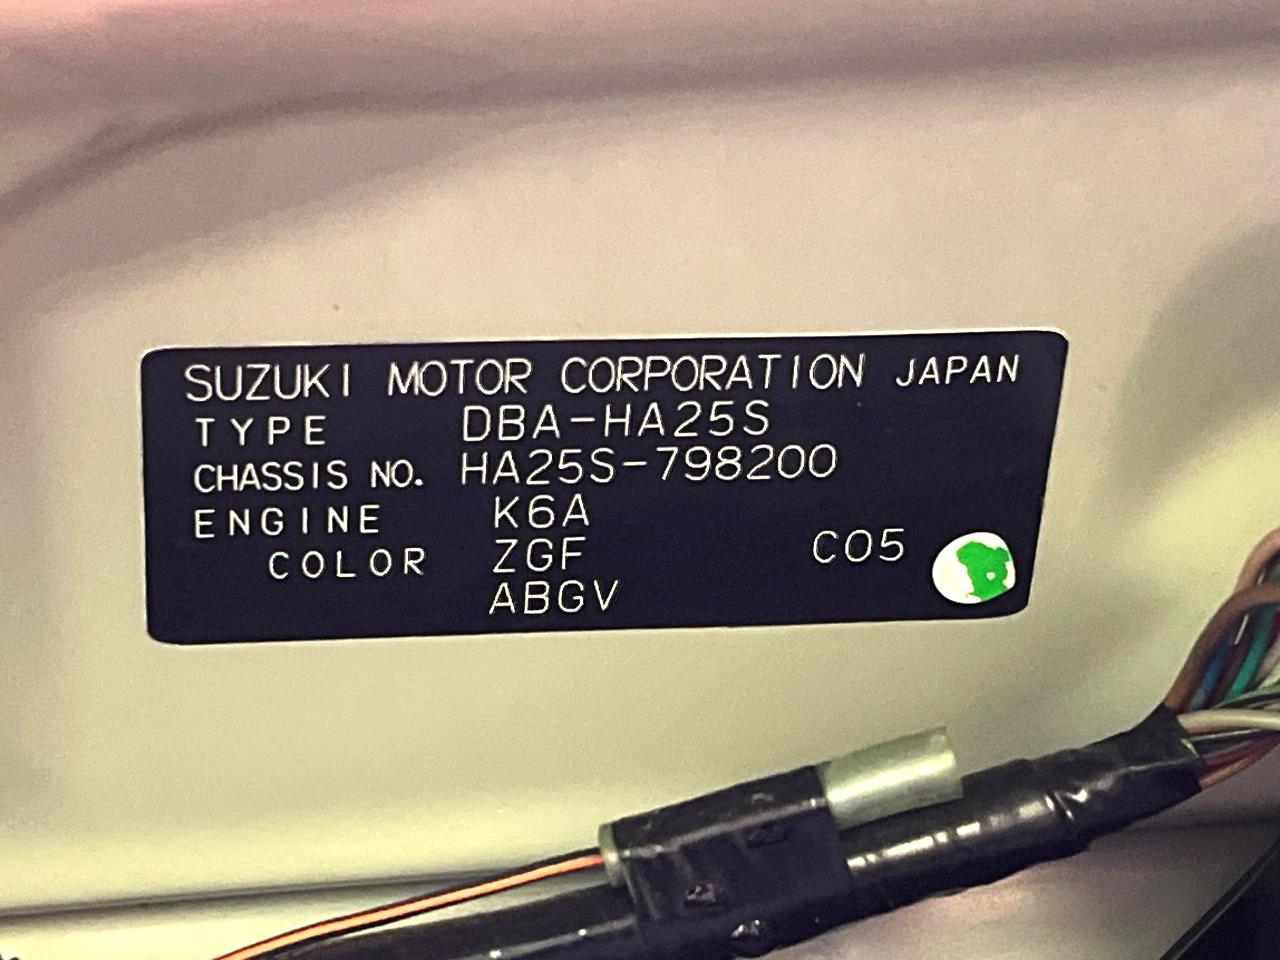 SUZUKI MOTOR CORPORATION JAPAN
TYPE DBA-HA25S
CHASSIS NO. HA25S-798200
ENGINE K6A
COLOR ZGF C05
ABGV